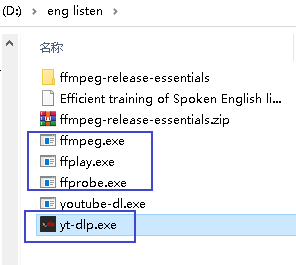 (D:) › eng listen ›
名称
ffmpeg-release-essentials
Efficient training of Spoken English li...
ffmpeg-release-essentials.zip
ffmpeg.exe
ffplay.exe
ffprobe.exe
youtube-dl.exe
yt-dlp.exe